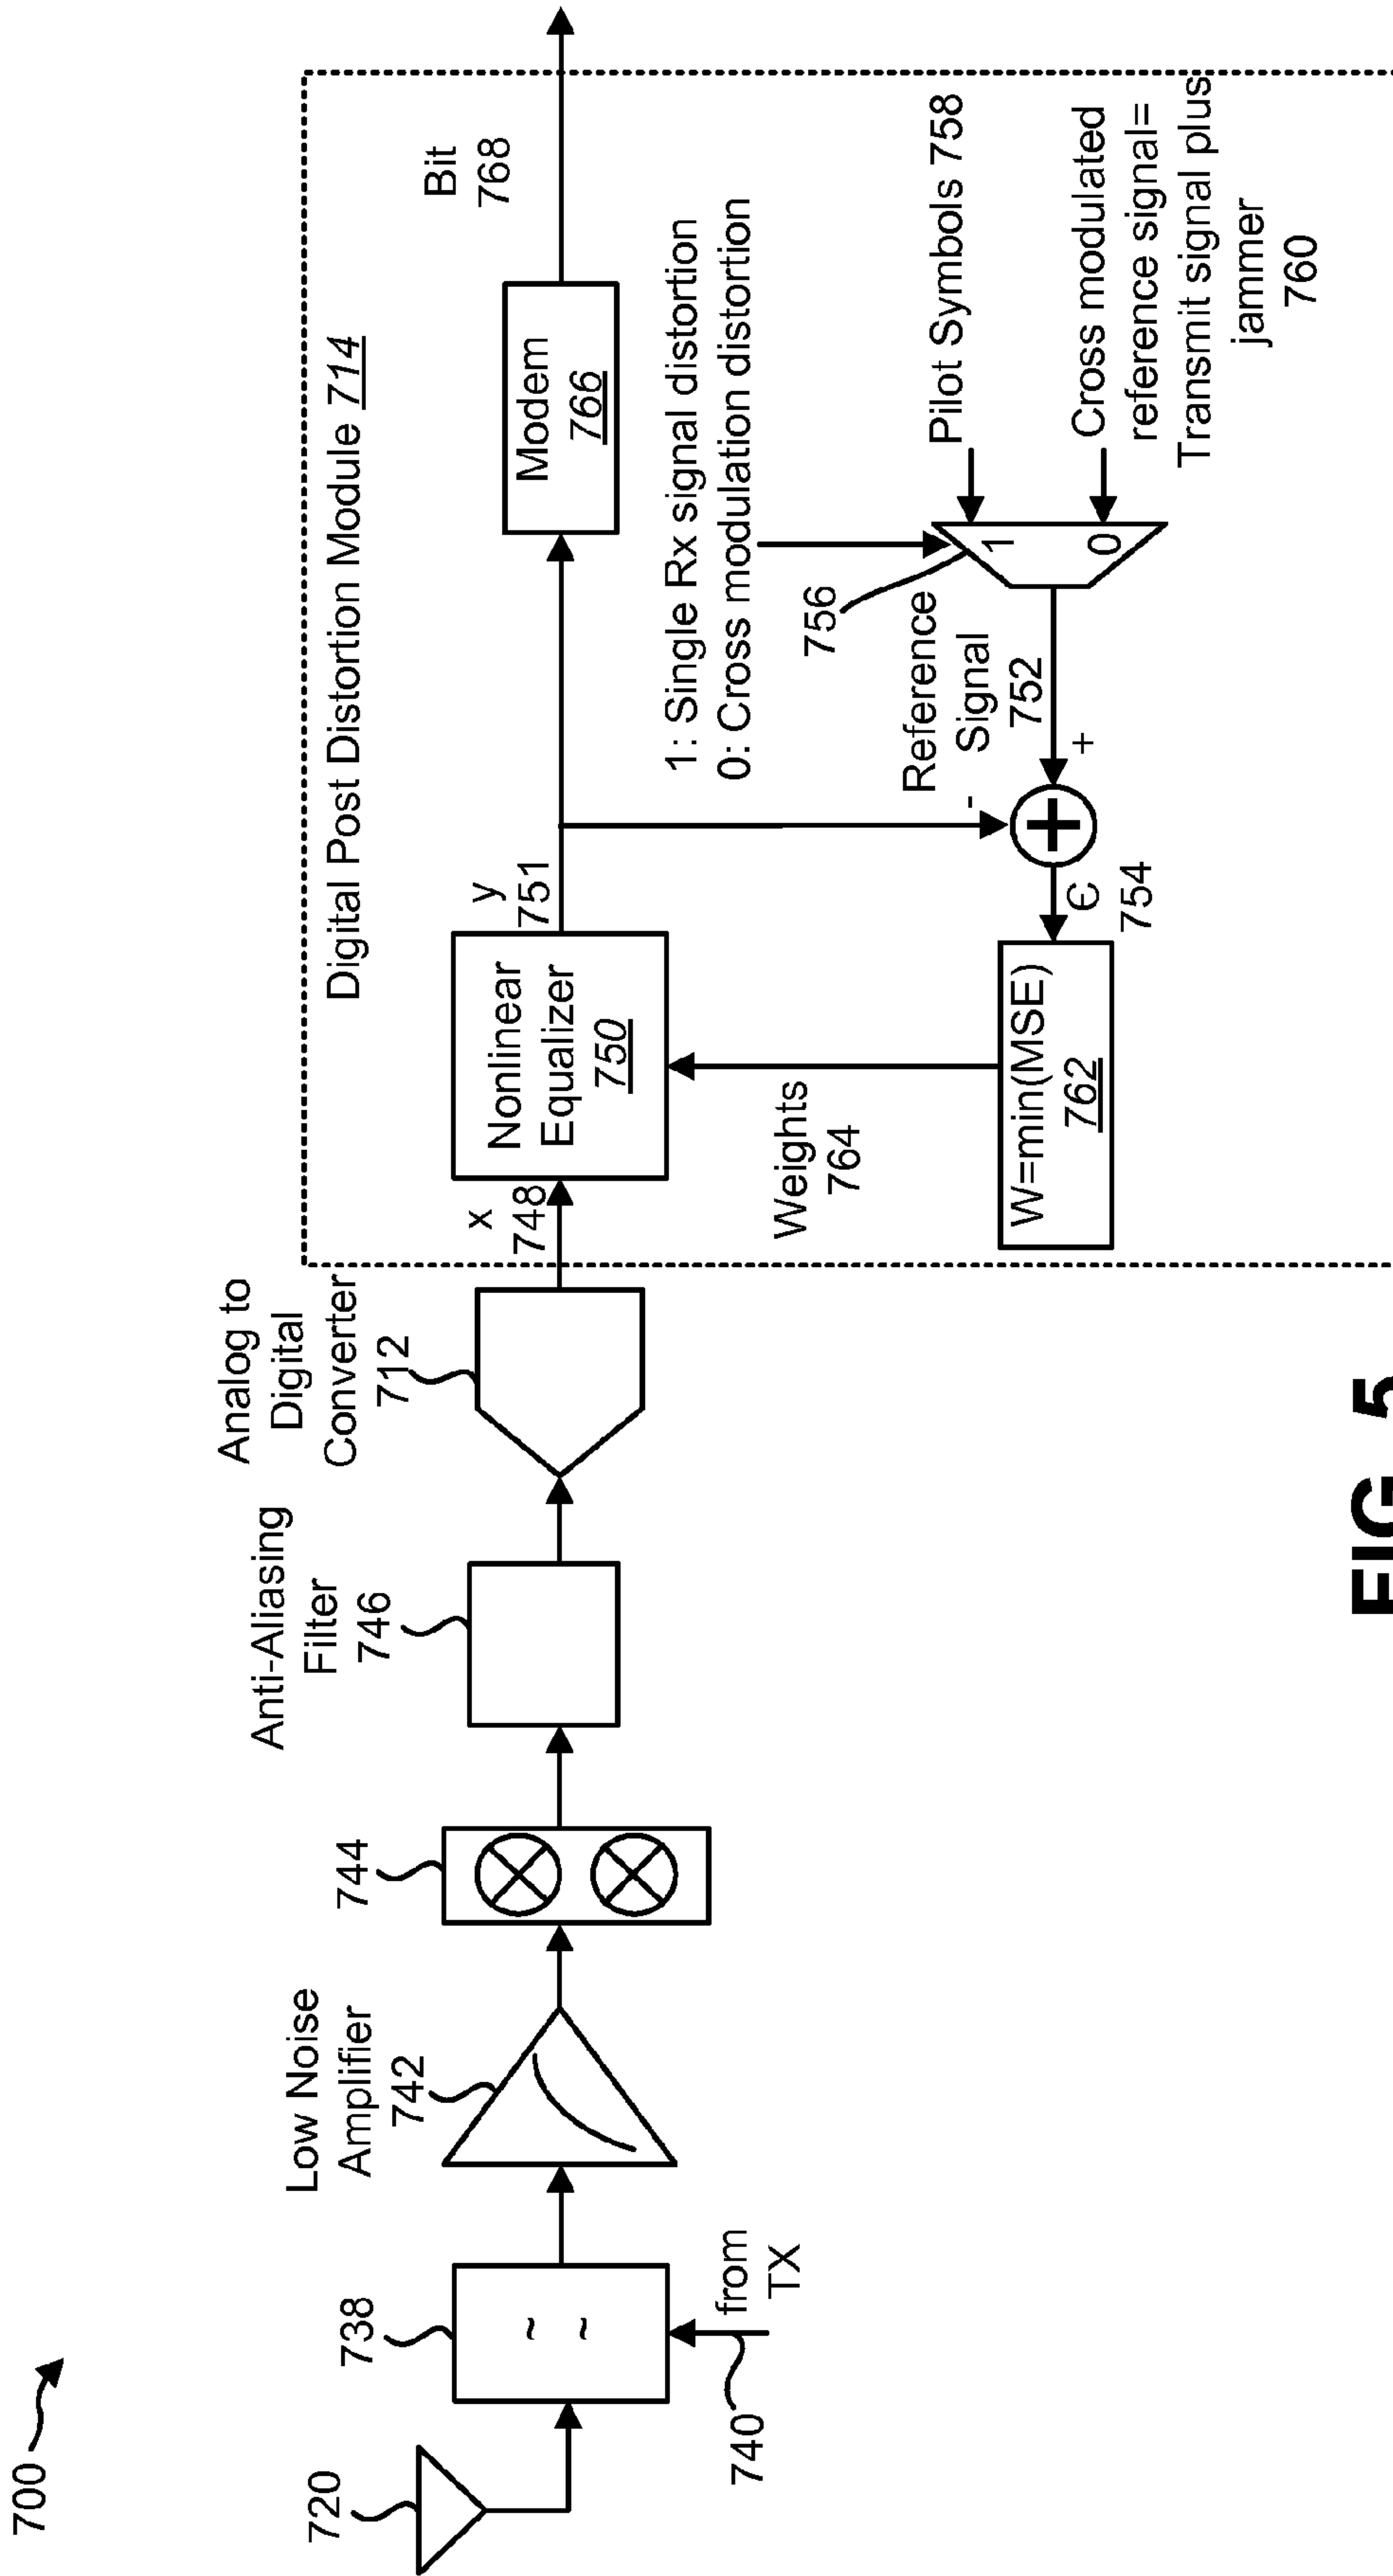 700
720
738
740
from
TX
Low Noise
Amplifier
742
744
Anti-Aliasing
Filter
746
Analog to
Digital
Converter
712
Digital Post Distortion Module 714
x
748
Nonlinear
Equalizer
750
y
751
Modem
766
Bit
768
1: Single Rx signal distortion
0: Cross modulation distortion
Weights
764
W=min(MSE)
762
Є
754
-
+
Reference
Signal
752
756
1
0
Pilot Symbols 758
Cross modulated
reference signal=
Transmit signal plus
jammer
760
FIG. 5